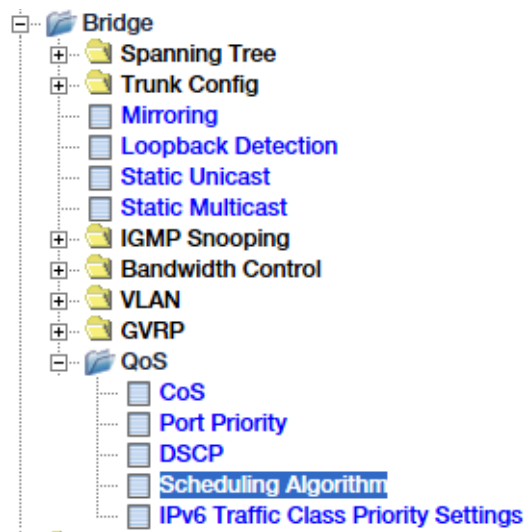 Bridge
Spanning Tree
Trunk Config
Mirroring
Loopback Detection
Static Unicast
Static Multicast
IGMP Snooping
Bandwidth Control
VLAN
GVRP
QoS
CoS
Port Priority
DSCP
Scheduling Algorithm
IPv6 Traffic Class Priority Settings